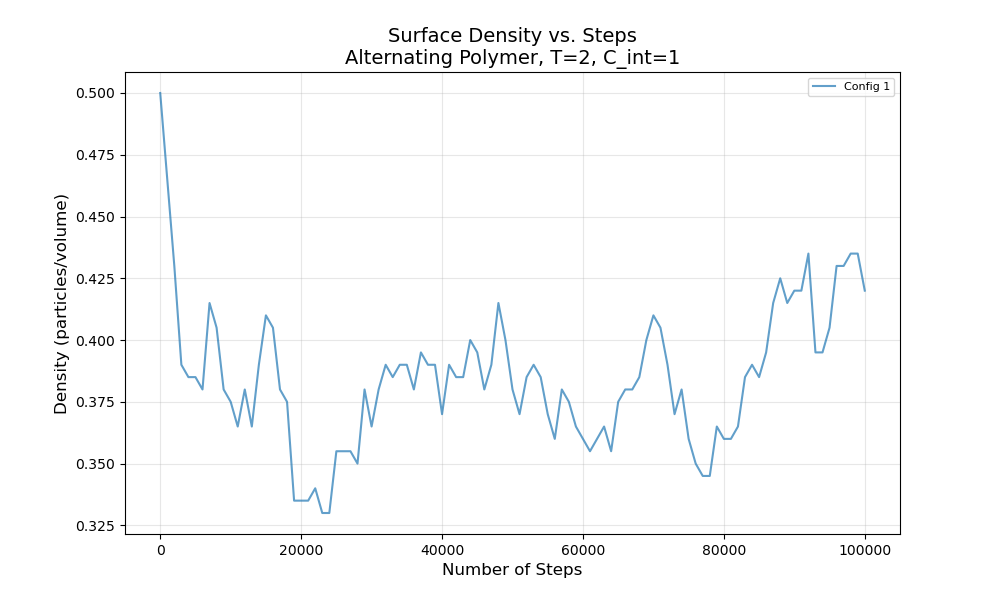 Surface Density vs. Steps
Alternating Polymer, T=2, C_int=1
Config 1
Density (particles/volume)
0.500
0.475
0.450
0.425
0.400
0.375
0.350
0.325
0
20000
40000
60000
80000
100000
Number of Steps